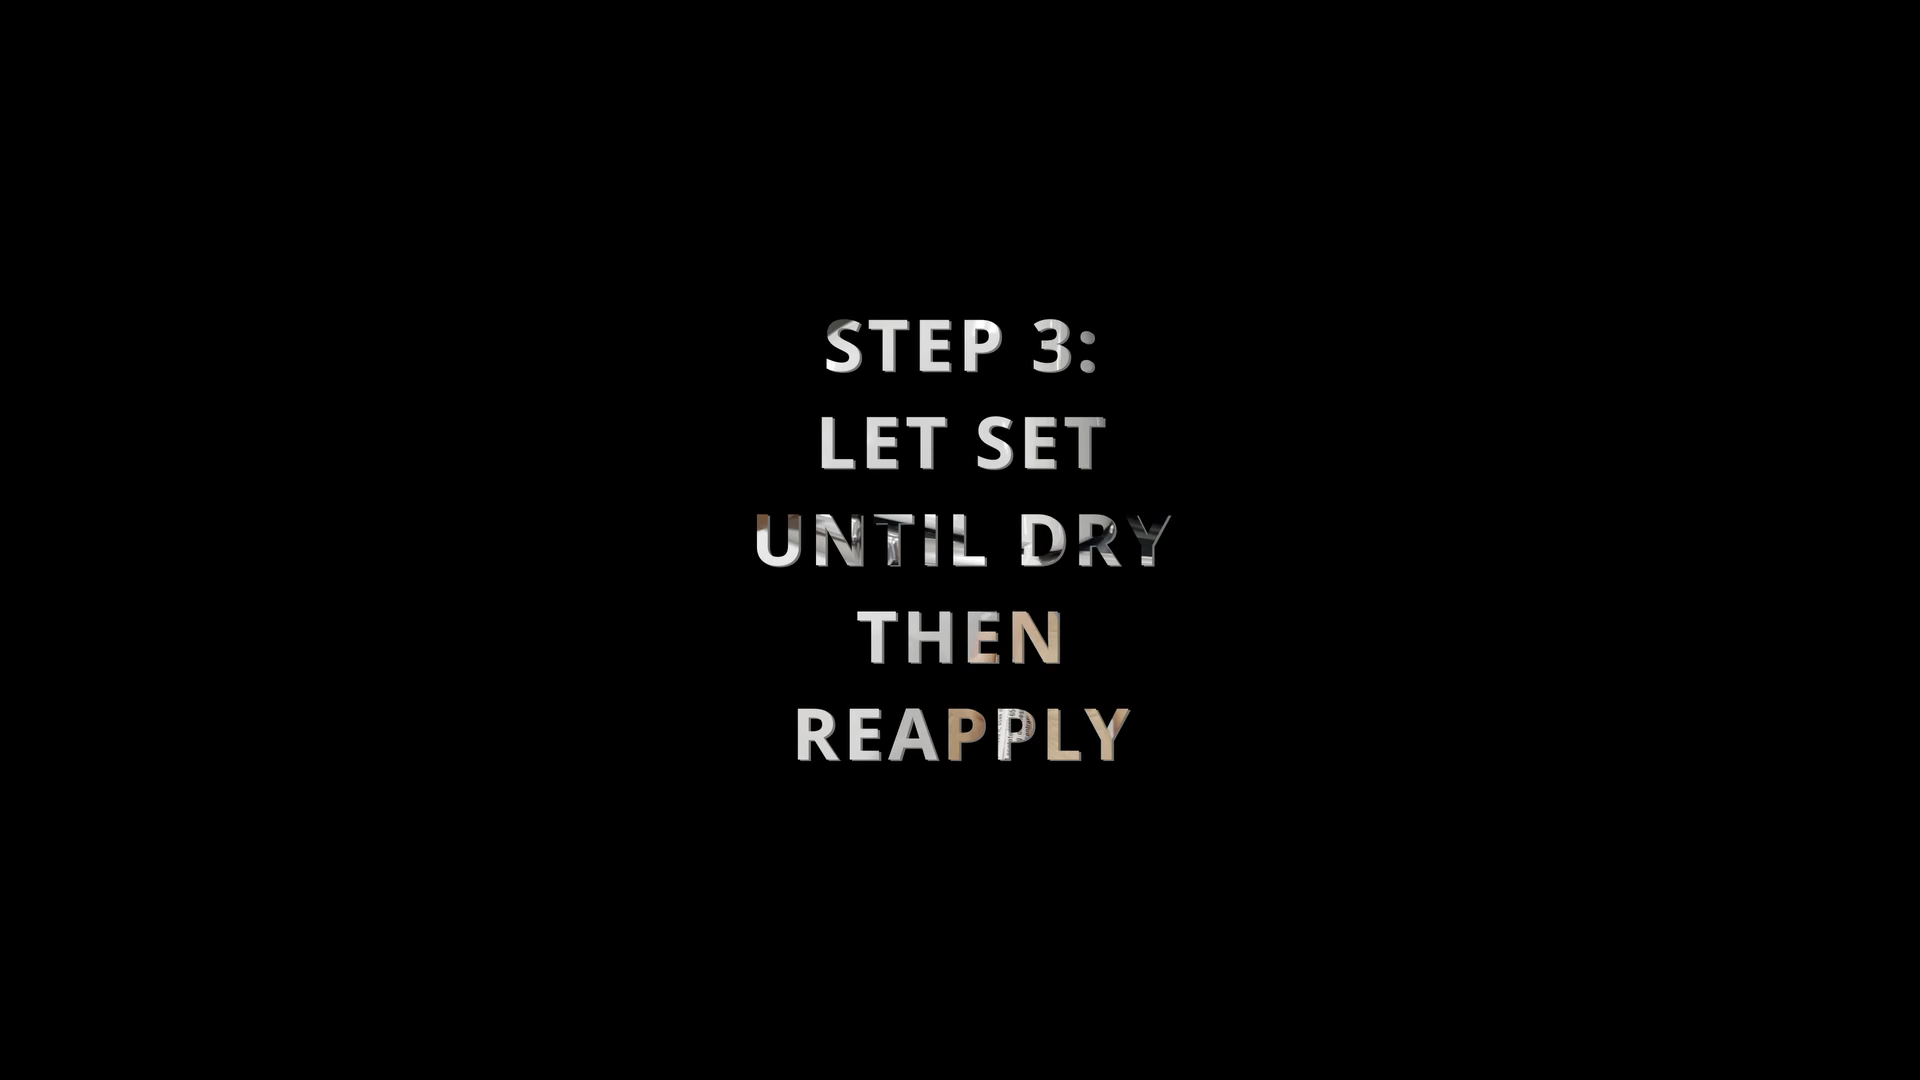 STEP 3:
LET SET
UNTIL DRY
THEN
REAPPLY